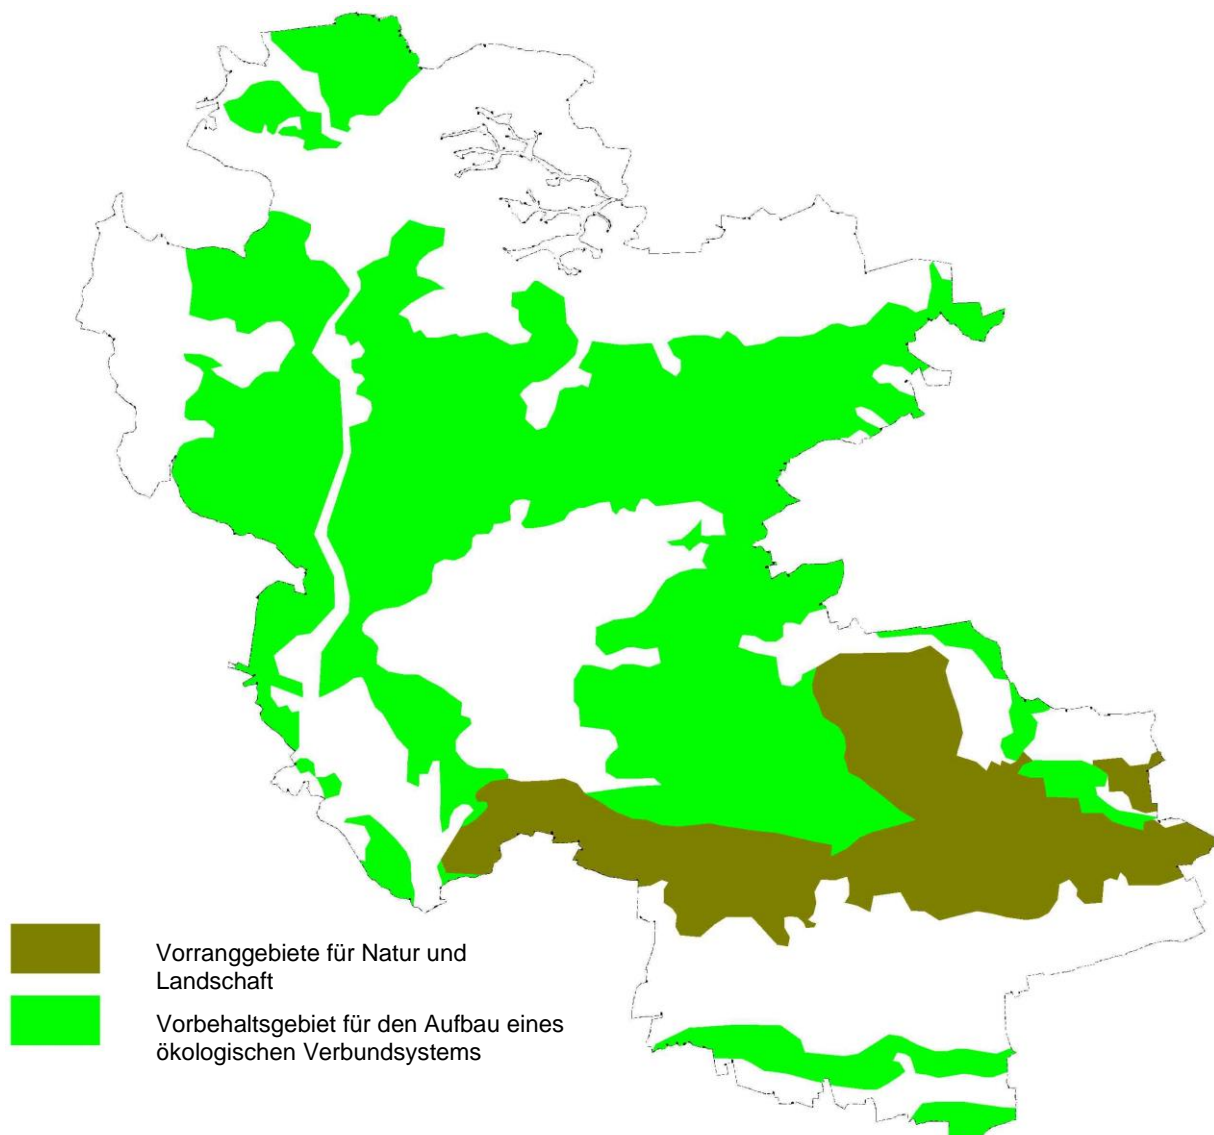 Vorranggebiete für Natur und
Landschaft
Vorbehaltsgebiet für den Aufbau eines
ökologischen Verbundsystems